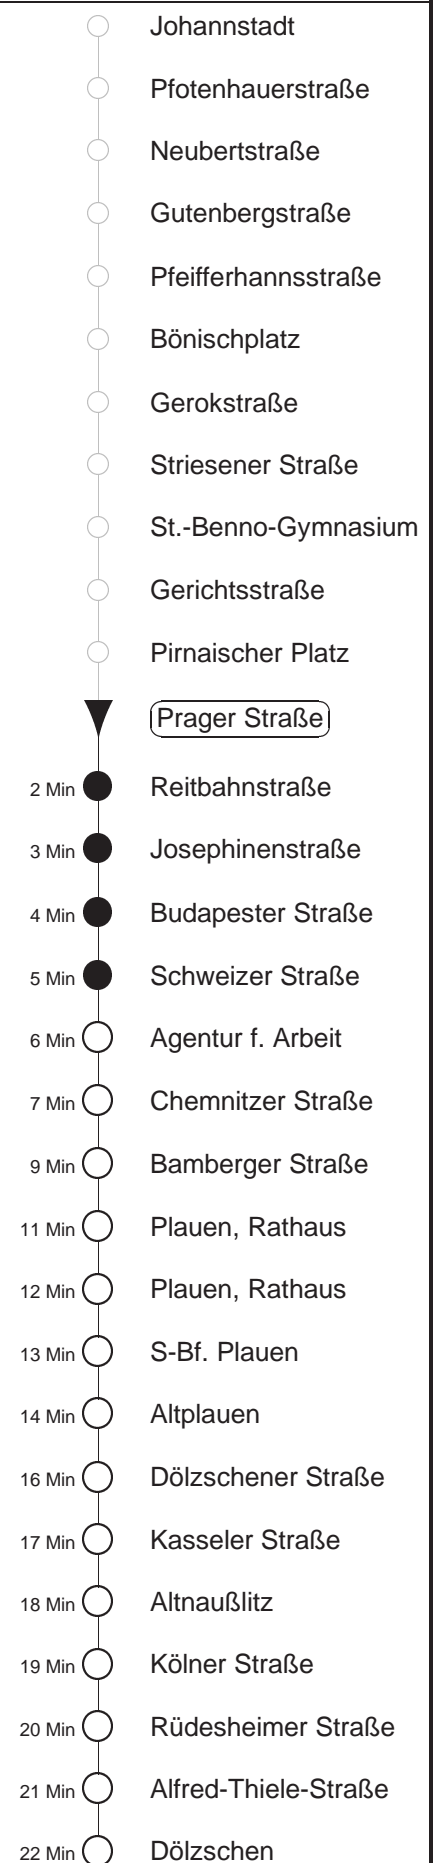 Johannstadt
Pfotenhauerstraße
Neubertstraße
Gutenbergstraße
Pfeifferhannsstraße
Bönischplatz
Gerokstraße
Striesener Straße
St.-Benno-Gymnasium
Gerichtsstraße
Pirnaischer Platz
Prager Straße
2 Min Reitbahnstraße
3 Min Josephinenstraße
4 Min Budapester Straße
5 Min Schweizer Straße
6 Min Agentur f. Arbeit
7 Min Chemnitzer Straße
9 Min Bamberger Straße
11 Min Plauen, Rathaus
12 Min Plauen, Rathaus
13 Min S-Bf. Plauen
14 Min Altplauen
16 Min Dölzschener Straße
17 Min Kasseler Straße
18 Min Altnaußlitz
19 Min Kölner Straße
20 Min Rüdesheimer Straße
21 Min Alfred-Thiele-Straße
22 Min Dölzschen